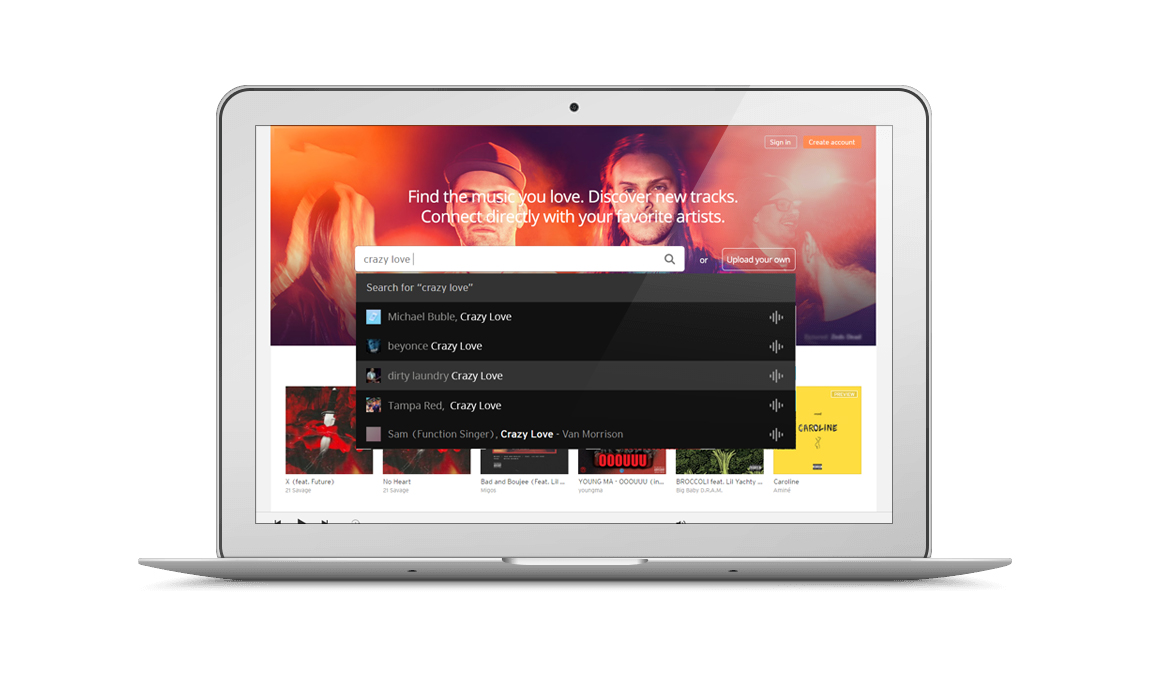 Sign in
Create account
Find the music you love. Discover new tracks.
Connect directly with your favorite artists.
crazy love
or
Upload your own
Search for "crazy love"
Michael Buble, Crazy Love
beyonce Crazy Love
dirty laundry Crazy Love
Tampa Red, Crazy Love
Sam (Function Singer), Crazy Love - Van Morrison
PREVIEW
CAROLINE
OOOUUU
X (feat. Future)
21 Savage
No Heart
21 Savage
Bad and Boujee (Feat. Lil ...
Migos
YOUNG MA - OOOUUU (in...
youngma
BROCCOLI feat. Lil Yachty ...
Big Baby D.R.A.M.
Caroline
Aminé